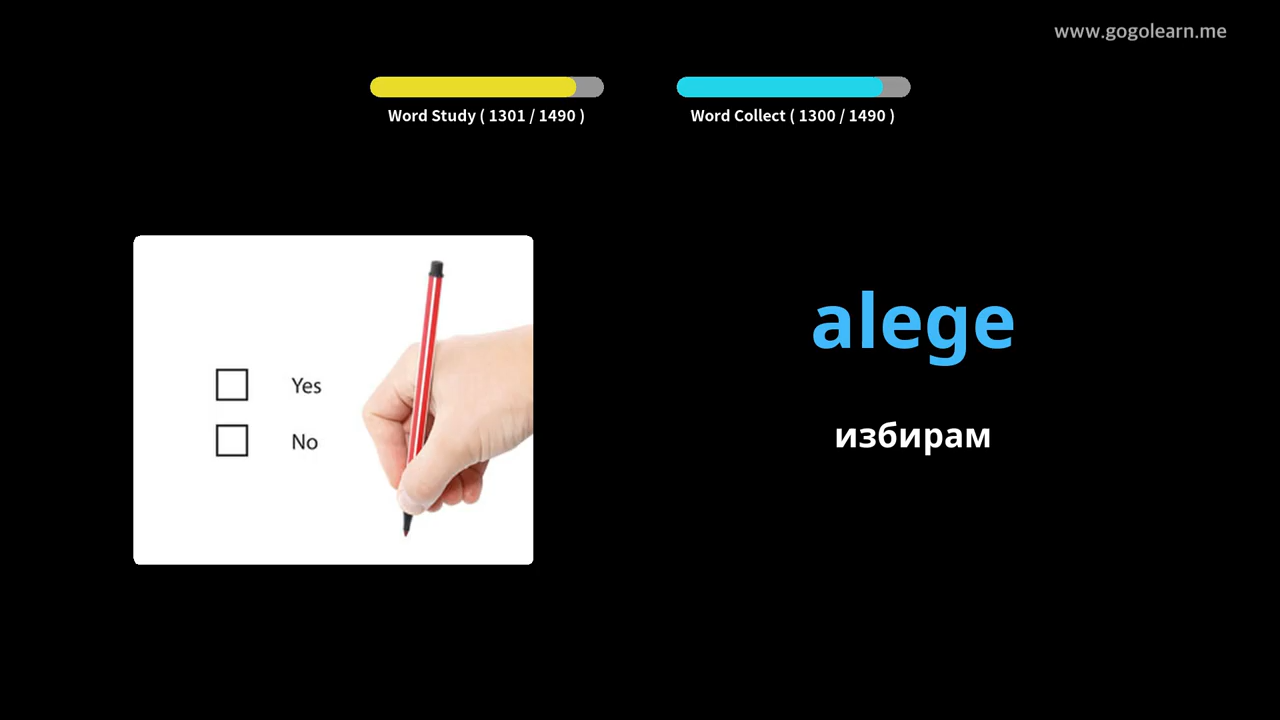 www.gogolearn.me
Word Study ( 1301 / 1490 )
Word Collect ( 1300 / 1490 )
Yes
No
alege
избирам